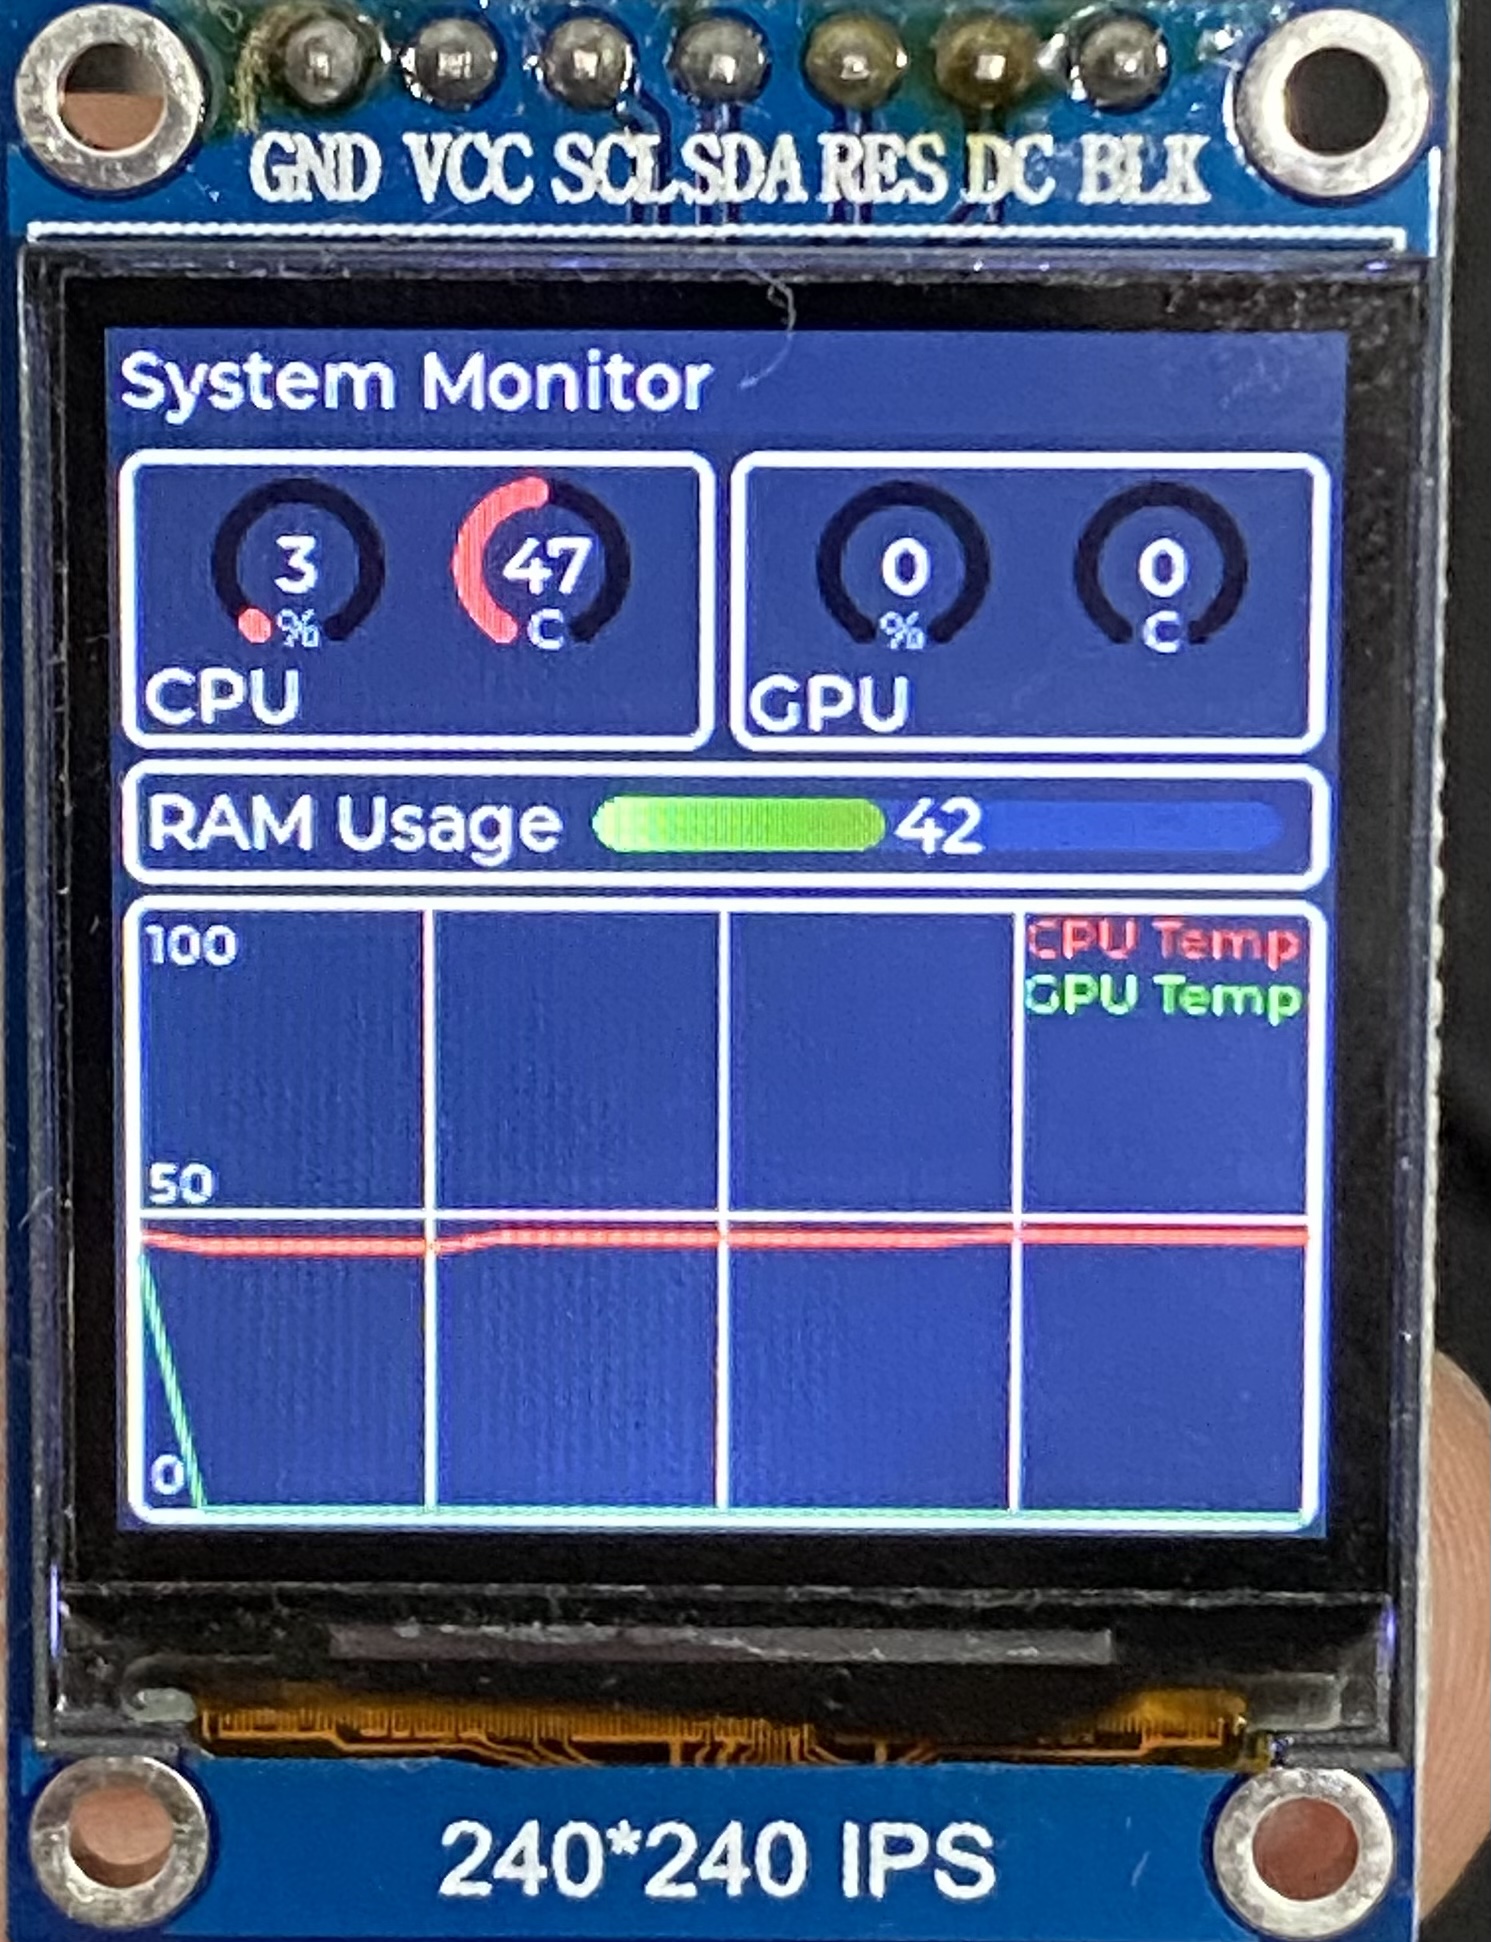 GND VCC SCL SDA RES DC BLK
System Monitor
3 47 0 0
% C % C
CPU GPU
RAM Usage 42
100 CPU Temp
GPU Temp
50
0
240*240 IPS